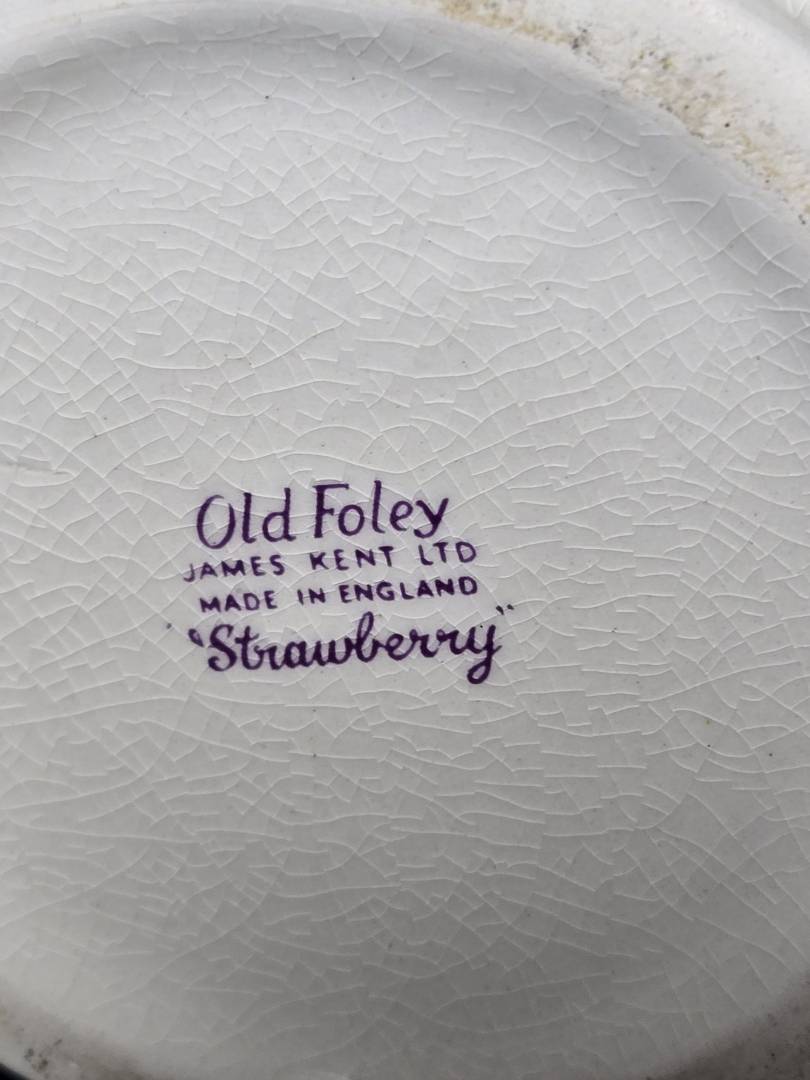 Old Foley
JAMES KENT LTD
MADE IN ENGLAND
"Strawberry"